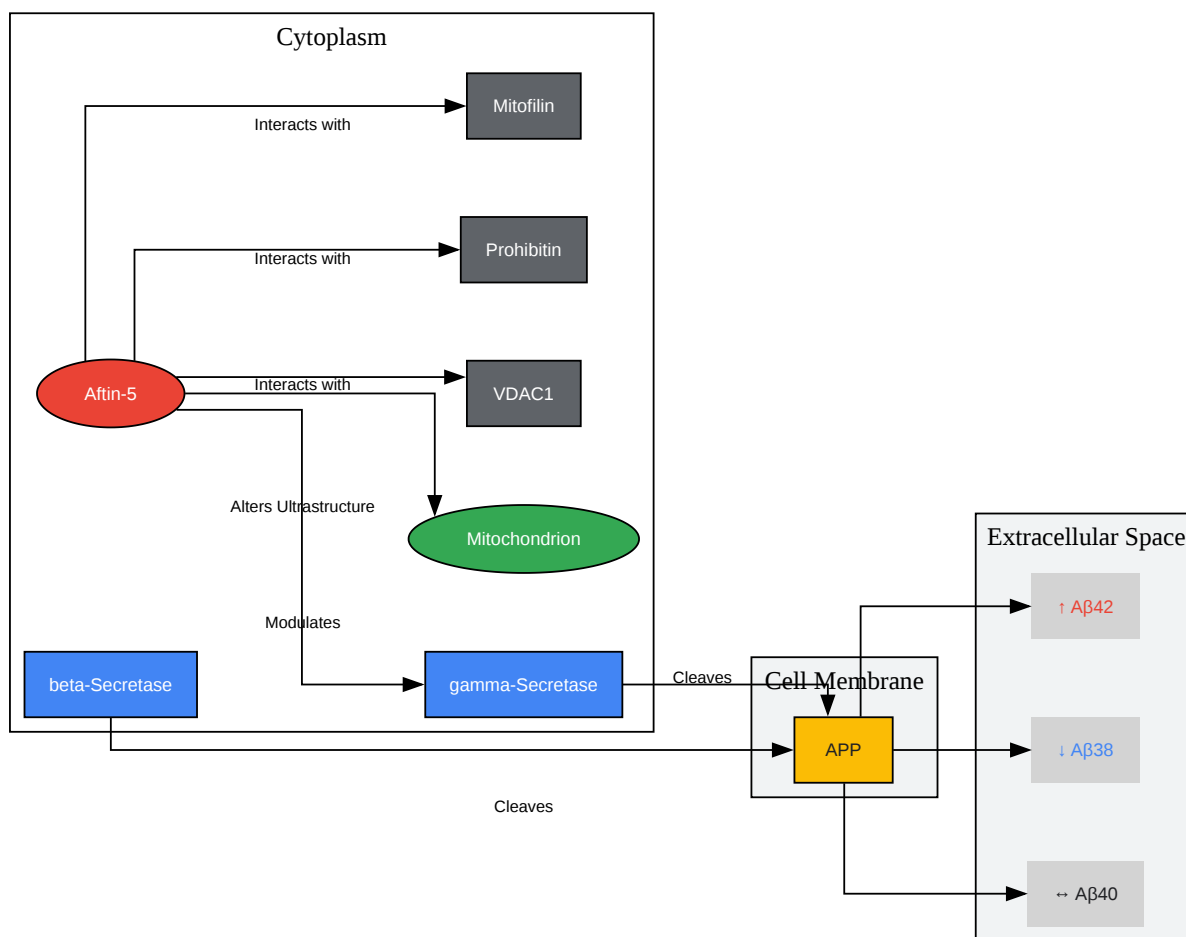 Cytoplasm
Mitofilin
Interacts with
Prohibitin
Interacts with
Aftin-5
Interacts with
VDAC1
Alters Ultrastructure
Mitochondrion
Extracellular Space
↑ Aβ42
Modulates
beta-Secretase
gamma-Secretase
Cleaves
Cell Membrane
APP
↓ Aβ38
Cleaves
↔ Aβ40